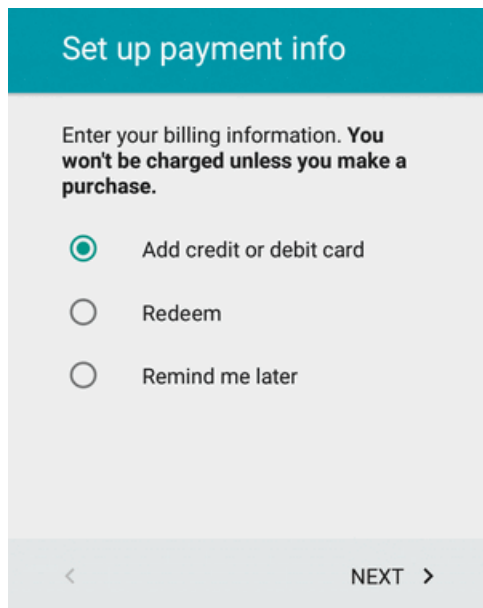 Set up payment info
Enter your billing information. You
won't be charged unless you make a
purchase.
Add credit or debit card
Redeem
Remind me later
NEXT